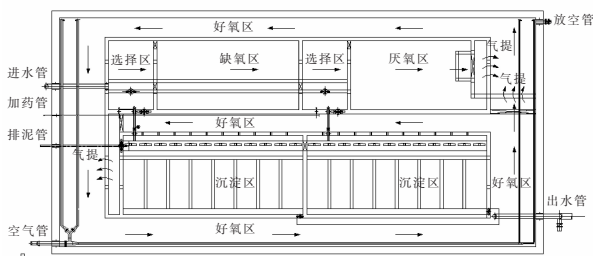 好氧区
放空管
选择区
缺氧区
选择区
厌氧区
气提
气提
进水管
加药管
好氧区
排泥管
气提
沉淀区
沉淀区
好氧区
出水管
好氧区
空气管